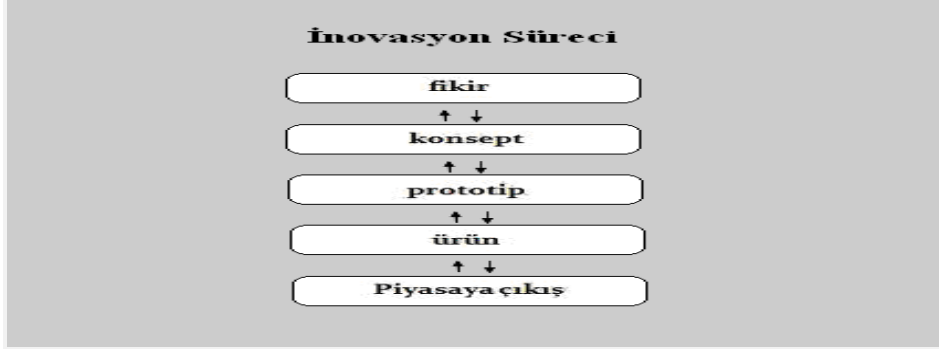 İnovasyon Süreci
fikir
konsept
prototip
ürün
Piyasaya çıkış